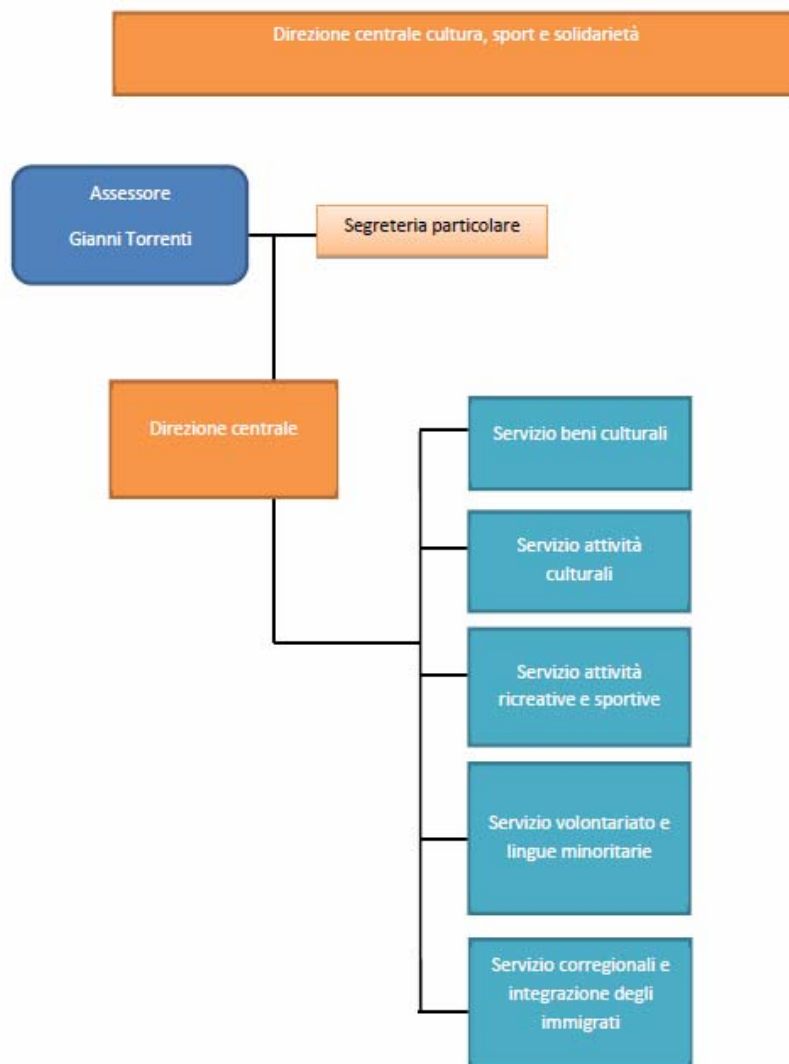 Direzione centrale cultura, sport e solidarietà
Assessore
Gianni Torrenti
Segreteria particolare
Direzione centrale
Servizio beni culturali
Servizio attività
culturali
Servizio attività
ricreative e sportive
Servizio volontariato e
lingue minoritarie
Servizio corregionali e
integrazione degli
immigrati